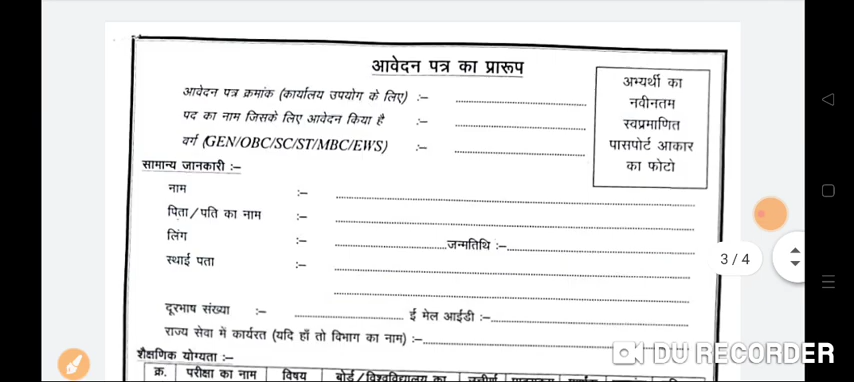 आवेदन पत्र का प्रारूप
आवेदन पत्र क्रमांक (कार्यालय उपयोग के लिए) :–
पद का नाम जिसके लिए आवेदन किया है :–
वर्ग (GEN/OBC/SC/ST/MBC/EWS) :–
अभ्यर्थी का
नवीनतम
स्वप्रमाणित
पासपोर्ट आकार
का फोटो
सामान्य जानकारी :–
नाम :–
पिता/पति का नाम :–
लिंग :– जन्मतिथि :–
स्थाई पता :–
दूरभाष संख्या :– ई मेल आईडी :–
राज्य सेवा में कार्यरत (यदि हाँ तो विभाग का नाम) :–
शैक्षणिक योग्यता :–
क्र. परीक्षा का नाम विषय बोर्ड/विश्वविद्यालय का
3 / 4
DU RECORDER